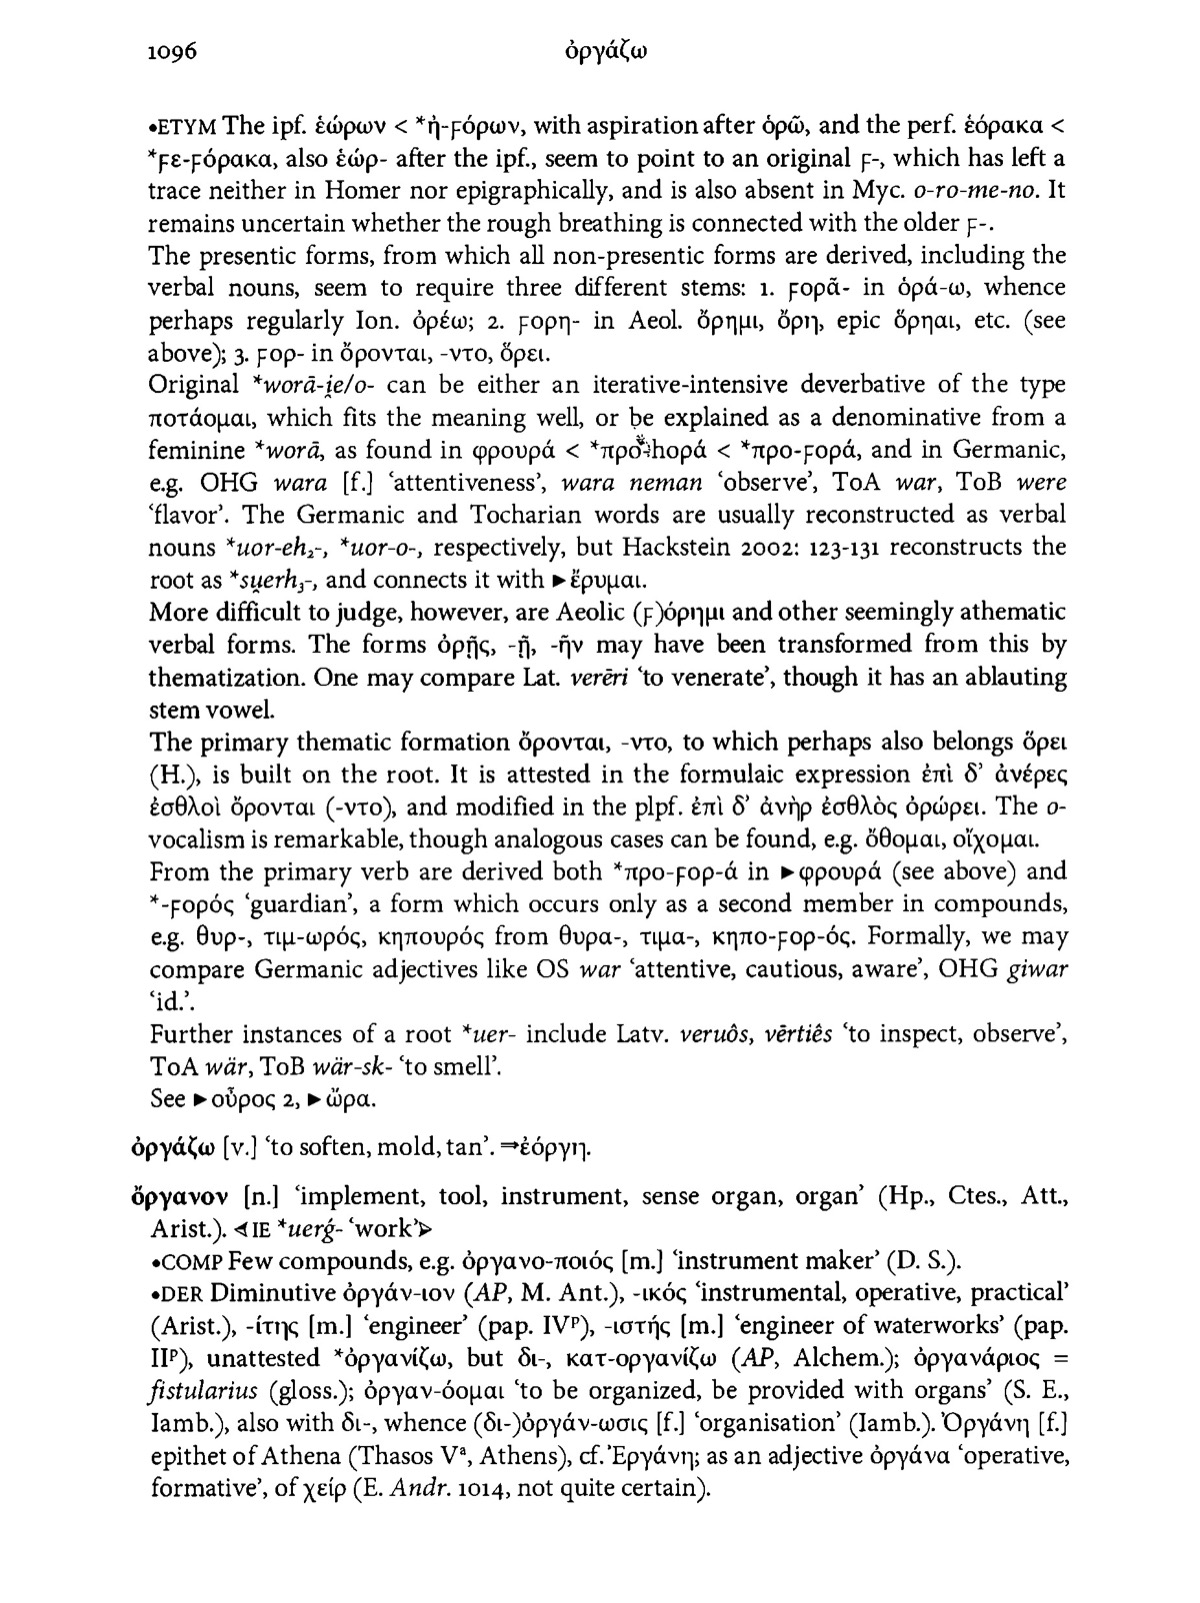 1096
ὀργάζω
•ETYM The ipf. ἑώρων < *ἠ-ϝόρων, with aspiration after ὁρῶ, and the perf. ἑόρακα <
*ϝε-ϝόρακα, also ἑώρ- after the ipf., seem to point to an original ϝ-, which has left a
trace neither in Homer nor epigraphically, and is also absent in Myc. o-ro-me-no. It
remains uncertain whether the rough breathing is connected with the older ϝ-.
The presentic forms, from which all non-presentic forms are derived, including the
verbal nouns, seem to require three different stems: 1. ϝορᾱ- in ὁρά-ω, whence
perhaps regularly Ion. ὁρέω; 2. ϝορη- in Aeol. ὄρημι, ὄρη, epic ὅρηαι, etc. (see
above); 3. ϝορ- in ὄρονται, -ντο, ὅρει.
Original *worā-i̯e/o- can be either an iterative-intensive deverbative of the type
ποτάομαι, which fits the meaning well, or be explained as a denominative from a
feminine *worā, as found in φρουρά < *προ-hορά < *προ-ϝορά, and in Germanic,
e.g. OHG wara [f.] ‘attentiveness’, wara neman ‘observe’, ToA war, ToB were
‘flavor’. The Germanic and Tocharian words are usually reconstructed as verbal
nouns *uor-eh₂-, *uor-o-, respectively, but Hackstein 2002: 123-131 reconstructs the
root as *su̯erh₃-, and connects it with ►ἔρυμαι.
More difficult to judge, however, are Aeolic (ϝ)όρημι and other seemingly athematic
verbal forms. The forms ὁρῇς, -ῇ, -ῆν may have been transformed from this by
thematization. One may compare Lat. verēri ‘to venerate’, though it has an ablauting
stem vowel.
The primary thematic formation ὄρονται, -ντο, to which perhaps also belongs ὅρει
(H.), is built on the root. It is attested in the formulaic expression ἐπὶ δ’ ἀνέρες
ἐσθλοὶ ὄρονται (-ντο), and modified in the plpf. ἐπὶ δ’ ἀνὴρ ἐσθλὸς ὀρώρει. The o-
vocalism is remarkable, though analogous cases can be found, e.g. ὄθομαι, οἴχομαι.
From the primary verb are derived both *προ-ϝορ-ά in ►φρουρά (see above) and
*-ϝορός ‘guardian’, a form which occurs only as a second member in compounds,
e.g. θυρ-, τιμ-ωρός, κηπουρός from θυρα-, τιμα-, κηπο-ϝορ-ός. Formally, we may
compare Germanic adjectives like OS war ‘attentive, cautious, aware’, OHG giwar
‘id.’.
Further instances of a root *uer- include Latv. veruôs, vērtiês ‘to inspect, observe’,
ToA wär, ToB wär-sk- ‘to smell’.
See ►οὖρος 2, ►ὤρα.
ὀργάζω [v.] ‘to soften, mold, tan’. ⇒ἐόργη.
ὄργανον [n.] ‘implement, tool, instrument, sense organ, organ’ (Hp., Ctes., Att.,
Arist.). ⊲IE *uerǵ- ‘work’⊳
•COMP Few compounds, e.g. ὀργανο-ποιός [m.] ‘instrument maker’ (D. S.).
•DER Diminutive ὀργάν-ιον (AP, M. Ant.), -ικός ‘instrumental, operative, practical’
(Arist.), -ίτης [m.] ‘engineer’ (pap. IVᵖ), -ιστής [m.] ‘engineer of waterworks’ (pap.
IIᵖ), unattested *ὀργανίζω, but δι-, κατ-οργανίζω (AP, Alchem.); ὀργανάριος =
fistularius (gloss.); ὀργαν-όομαι ‘to be organized, be provided with organs’ (S. E.,
Iamb.), also with δι-, whence (δι-)όργάν-ωσις [f.] ‘organisation’ (Iamb.). Ὀργάνη [f.]
epithet of Athena (Thasos Vᵃ, Athens), cf. Ἐργάνη; as an adjective ὀργάνα ‘operative,
formative’, of χείρ (E. Andr. 1014, not quite certain).